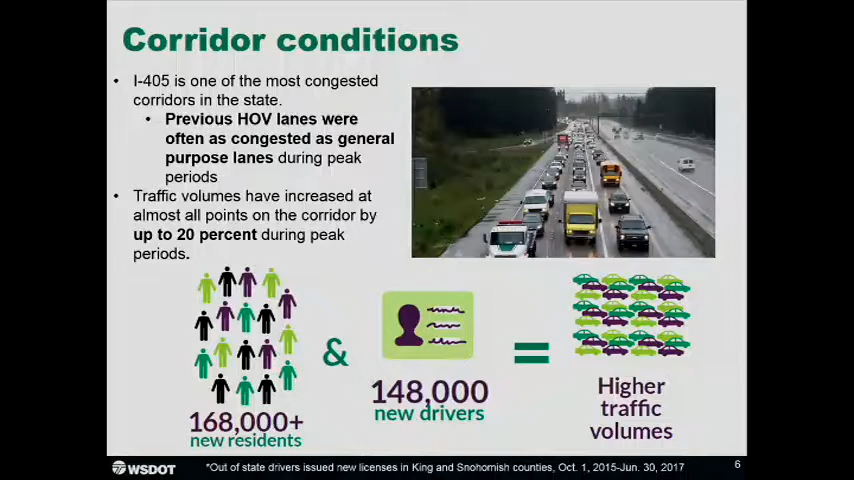 Corridor conditions
• I-405 is one of the most congested
corridors in the state.
• Previous HOV lanes were
often as congested as general
purpose lanes during peak
periods
• Traffic volumes have increased at
almost all points on the corridor by
up to 20 percent during peak
periods.
168,000+
new residents
&
148,000
new drivers
=
Higher
traffic
volumes
WSDOT
*Out of state drivers issued new licenses in King and Snohomish counties, Oct. 1, 2015-Jun. 30, 2017
6